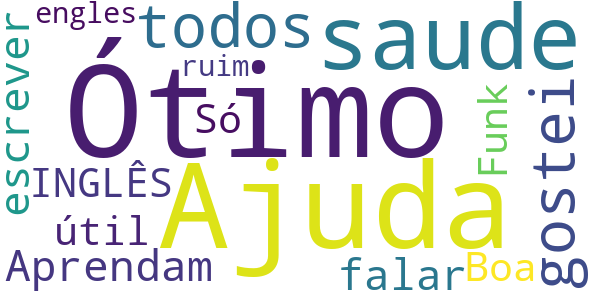 engles
todos
saude
escrever
ruim
Ótimo
Só
Funk
gostei
INGLÊS
Ajuda
útil
Aprendam
falar
Boa